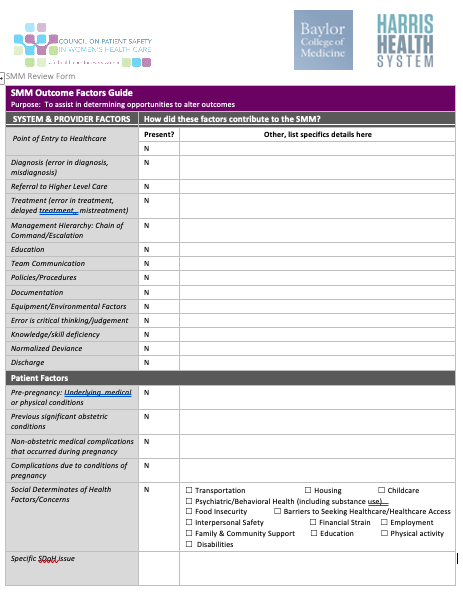 COUNCIL ON PATIENT SAFETY
IN WOMEN'S HEALTH CARE
Baylor
College of
Medicine
HARRIS
HEALTH
SYSTEM
SMM Review Form
SMM Outcome Factors Guide
Purpose: To assist in determining opportunities to alter outcomes
SYSTEM & PROVIDER FACTORS How did these factors contribute to the SMM?
Point of Entry to Healthcare Present? Other, list specifics details here
N
Diagnosis (error in diagnosis, N
misdiagnosis)
Referral to Higher Level Care N
Treatment (error in treatment, N
delayed treatment, mistreatment)
Management Hierarchy: Chain of N
Command/Escalation
Education N
Team Communication N
Policies/Procedures N
Documentation N
Equipment/Environmental Factors N
Error is critical thinking/judgement N
Knowledge/skill deficiency N
Normalized Deviance N
Discharge N
Patient Factors
Pre-pregnancy: Underlying medical N
or physical conditions
Previous significant obstetric N
conditions
Non-obstetric medical complications N
that occurred during pregnancy
Complications due to conditions of N
pregnancy
Social Determinates of Health N ☐ Transportation ☐ Housing ☐ Childcare
Factors/Concerns
☐ Psychiatric/Behavioral Health (including substance use)
☐ Food Insecurity ☐ Barriers to Seeking Healthcare/Healthcare Access
☐ Interpersonal Safety ☐ Financial Strain ☐ Employment
☐ Family & Community Support ☐ Education ☐ Physical activity
☐ Disabilities
Specific SDoH issue